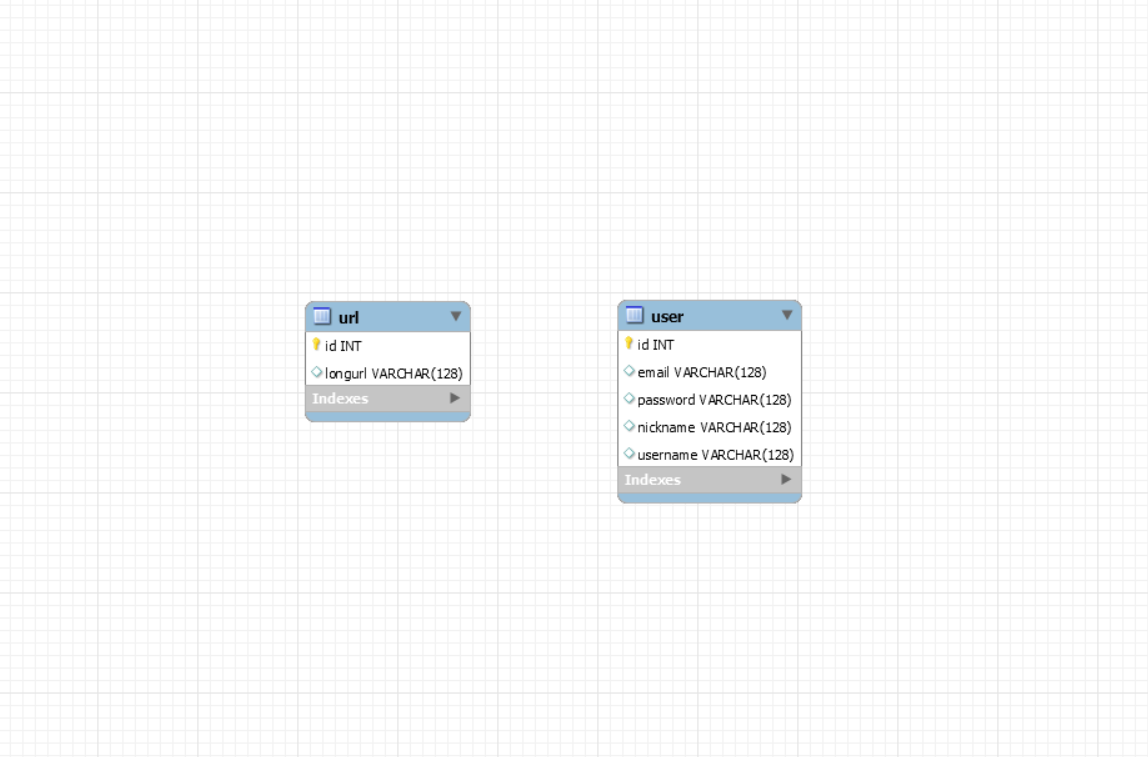 url
id INT
longurl VARCHAR(128)
Indexes
user
id INT
email VARCHAR(128)
password VARCHAR(128)
nickname VARCHAR(128)
username VARCHAR(128)
Indexes